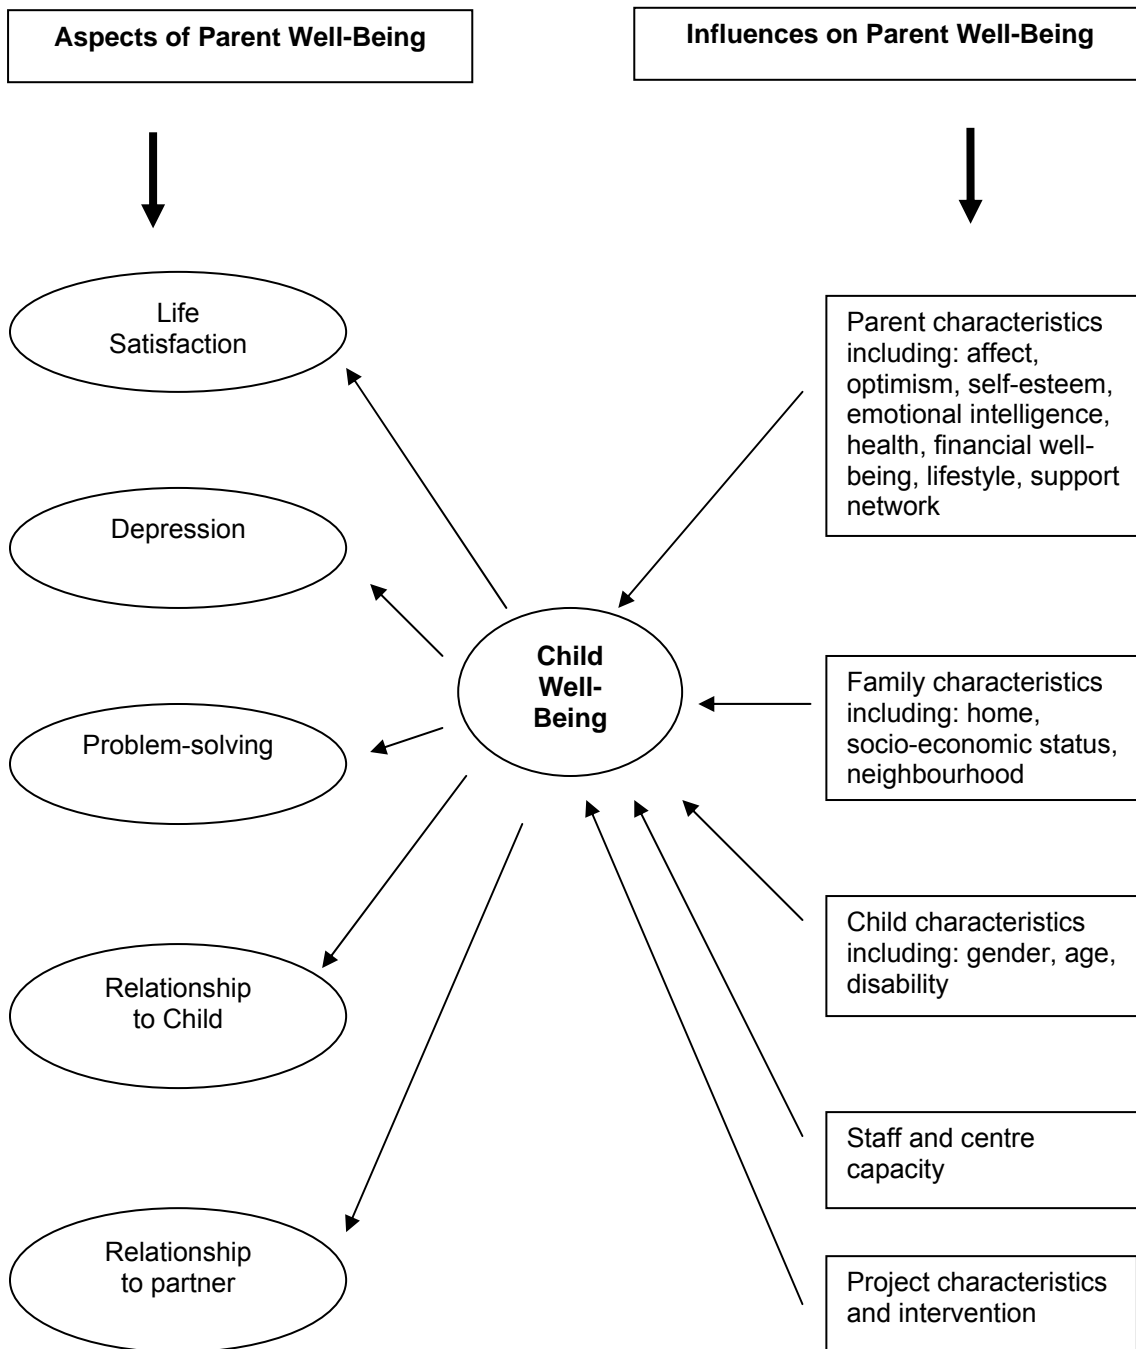 Aspects of Parent Well-Being
Influences on Parent Well-Being
Life
Satisfaction
Depression
Problem-solving
Relationship
to Child
Relationship
to partner
Child
Well-
Being
Parent characteristics
including: affect,
optimism, self-esteem,
emotional intelligence,
health, financial well-
being, lifestyle, support
network
Family characteristics
including: home,
socio-economic status,
neighbourhood
Child characteristics
including: gender, age,
disability
Staff and centre
capacity
Project characteristics
and intervention